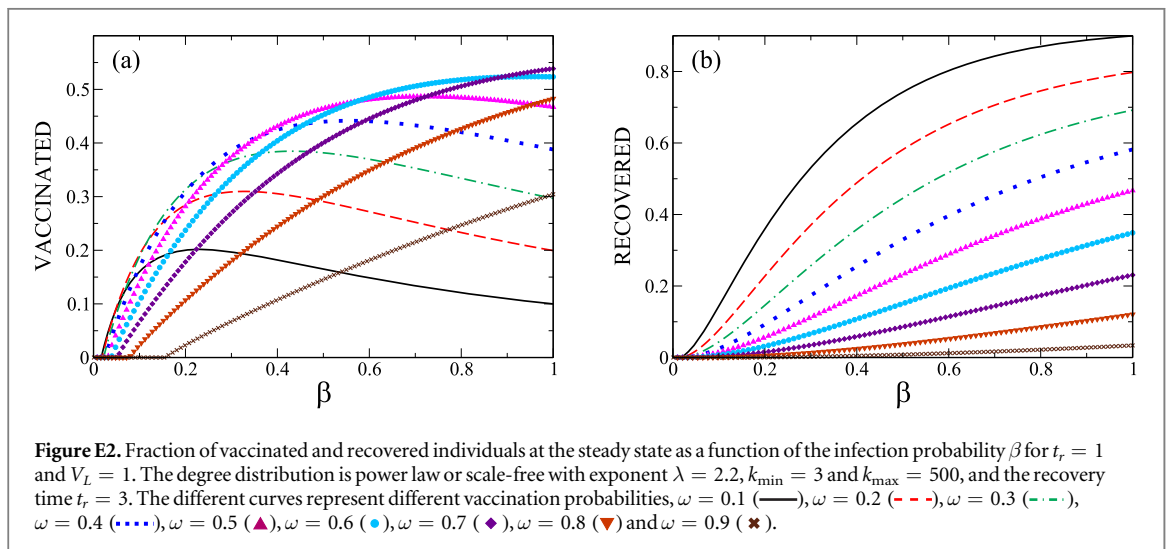 (a)
VACCINATED
0.5
0.4
0.3
0.2
0.1
0
0 0.2 0.4 0.6 0.8 1
β
(b)
RECOVERED
0.8
0.6
0.4
0.2
0
0 0.2 0.4 0.6 0.8 1
β
Figure E2. Fraction of vaccinated and recovered individuals at the steady state as a function of the infection probability β for t_r = 1
and V_L = 1. The degree distribution is power law or scale-free with exponent λ = 2.2, k_min = 3 and k_max = 500, and the recovery
time t_r = 3. The different curves represent different vaccination probabilities, ω = 0.1 (——), ω = 0.2 (– – –), ω = 0.3 (–·–·–),
ω = 0.4 (·····), ω = 0.5 (▲), ω = 0.6 (●), ω = 0.7 (◆), ω = 0.8 (▼) and ω = 0.9 (✖).